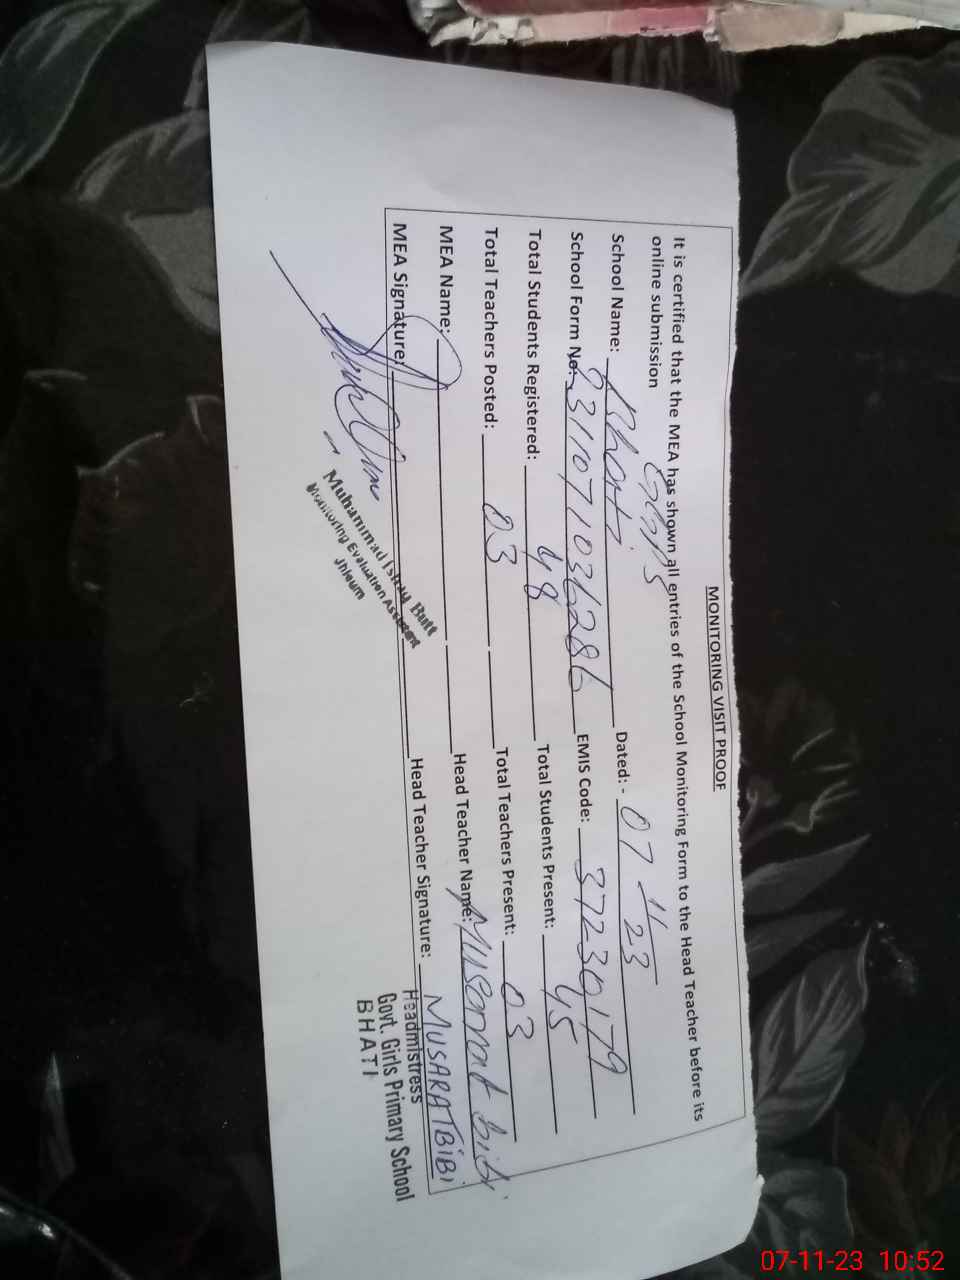 MONITORING VISIT PROOF
It is certified that the MEA has shown all entries of the School Monitoring Form to the Head Teacher before its
online submission GGPS
School Name: Bhati Dated: - 07-11-23
School Form No: 6311071036286 EMIS Code: 37230179
Total Students Registered: 48 Total Students Present: 45
Total Teachers Posted: 03 Total Teachers Present: 03
MEA Name: Head Teacher Name: Musarrat bibi
MEA Signature: Head Teacher Signature: MUSARATBiBi
Muhammad Butt
Monitoring Evaluation Assistant
Jhleum
Headmistress
Govt. Girls Primary School
BHATI
07-11-23 10:52